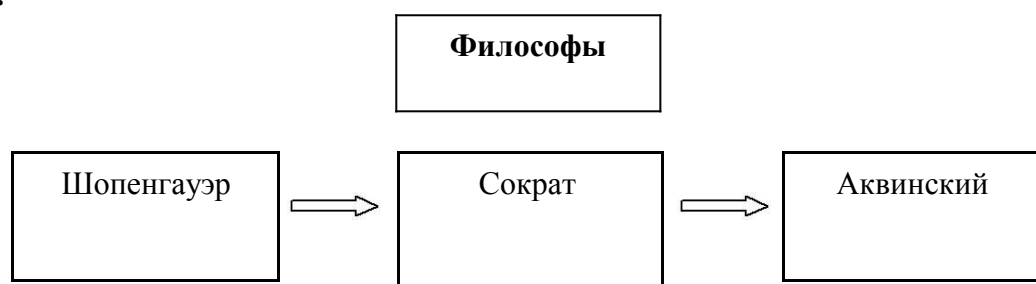 Философы
Шопенгауэр
Сократ
Аквинский